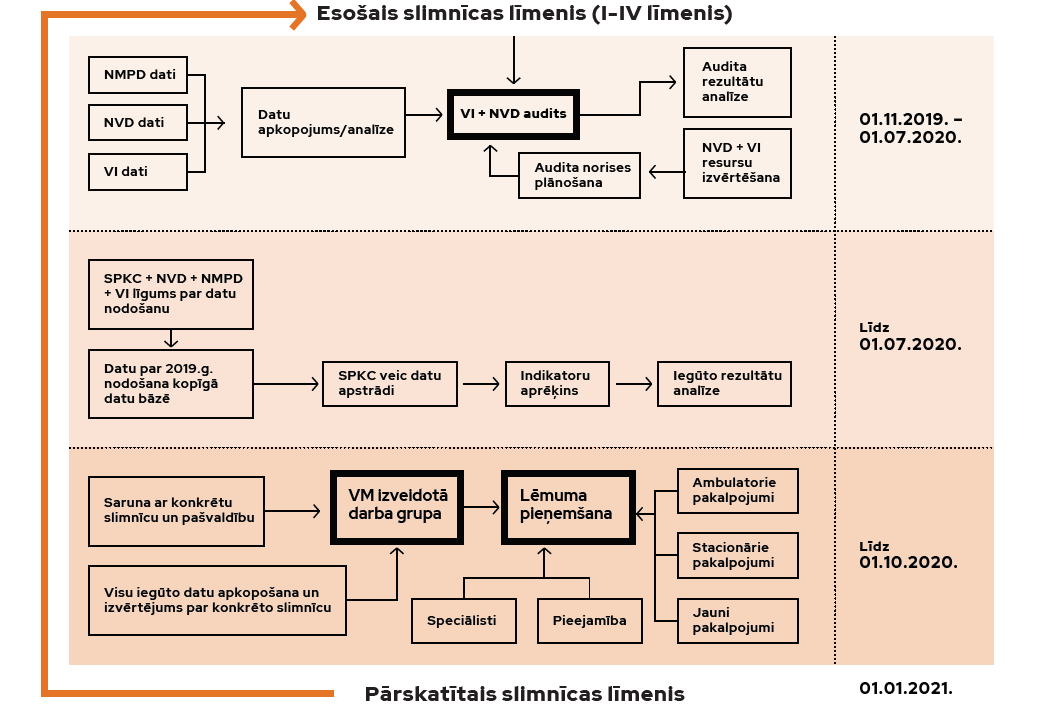 Esošais slimnīcas līmenis (I-IV līmenis)
NMPD dati
NVD dati
VI dati
Datu
apkopojums/analīze
VI + NVD audits
Audita norises
plānošana
Audita
rezultātu
analīze
NVD + VI
resursu
izvērtēšana
01.11.2019. –
01.07.2020.
SPKC + NVD + NMPD
+ VI līgums par datu
nodošanu
Datu par 2019.g.
nodošana kopīgā
datu bāzē
SPKC veic datu
apstrādi
Indikatoru
aprēķins
Iegūto rezultātu
analīze
Līdz
01.07.2020.
Saruna ar konkrētu
slimnīcu un pašvaldību
Visu iegūto datu apkopošana un
izvērtējums par konkrēto slimnīcu
VM izveidotā
darba grupa
Lēmuma
pieņemšana
Speciālisti
Pieejamība
Ambulatorie
pakalpojumi
Stacionārie
pakalpojumi
Jauni
pakalpojumi
Līdz
01.10.2020.
Pārskatītais slimnīcas līmenis
01.01.2021.